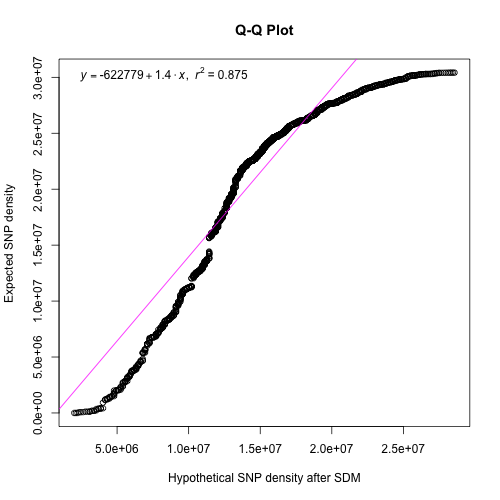 Q-Q Plot
y = -622779 + 1.4 · x, r² = 0.875
Expected SNP density
3.0e+07
2.5e+07
2.0e+07
1.5e+07
1.0e+07
5.0e+06
0.0e+00
5.0e+06 1.0e+07 1.5e+07 2.0e+07 2.5e+07
Hypothetical SNP density after SDM